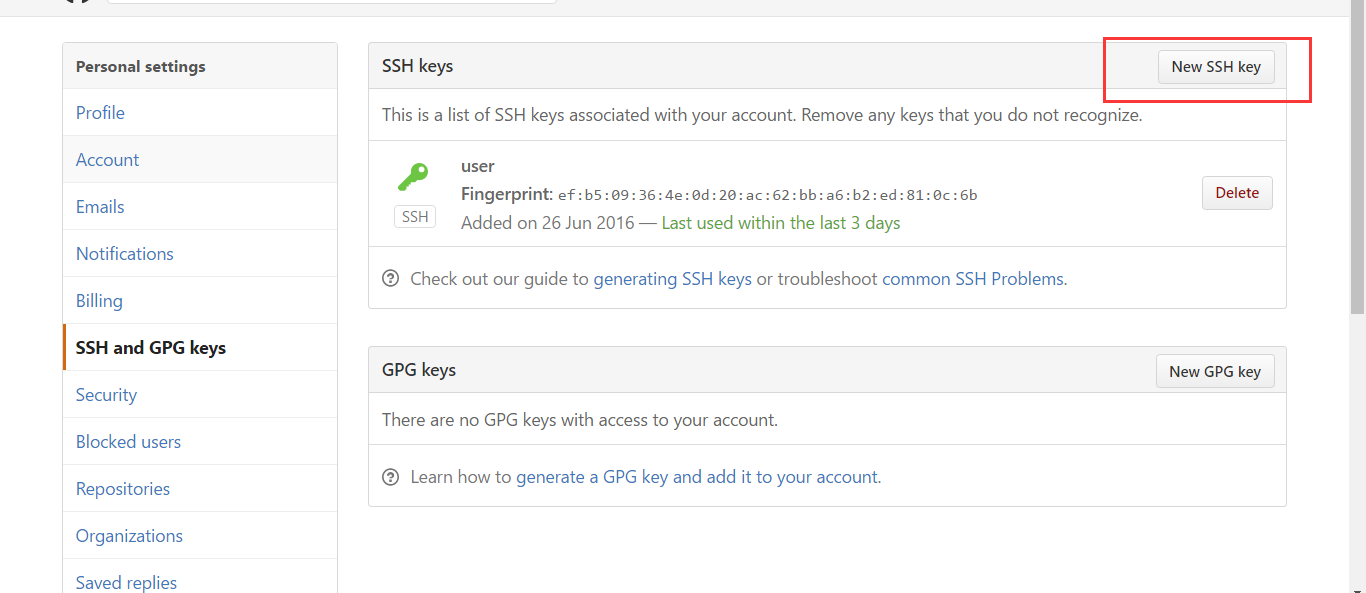 Personal settings
Profile
Account
Emails
Notifications
Billing
SSH and GPG keys
Security
Blocked users
Repositories
Organizations
Saved replies
SSH keys
New SSH key
This is a list of SSH keys associated with your account. Remove any keys that you do not recognize.
user
Fingerprint: ef:b5:09:36:4e:0d:20:ac:62:bb:a6:b2:ed:81:0c:6b
SSH
Added on 26 Jun 2016 — Last used within the last 3 days
Delete
Check out our guide to generating SSH keys or troubleshoot common SSH Problems.
GPG keys
New GPG key
There are no GPG keys with access to your account.
Learn how to generate a GPG key and add it to your account.